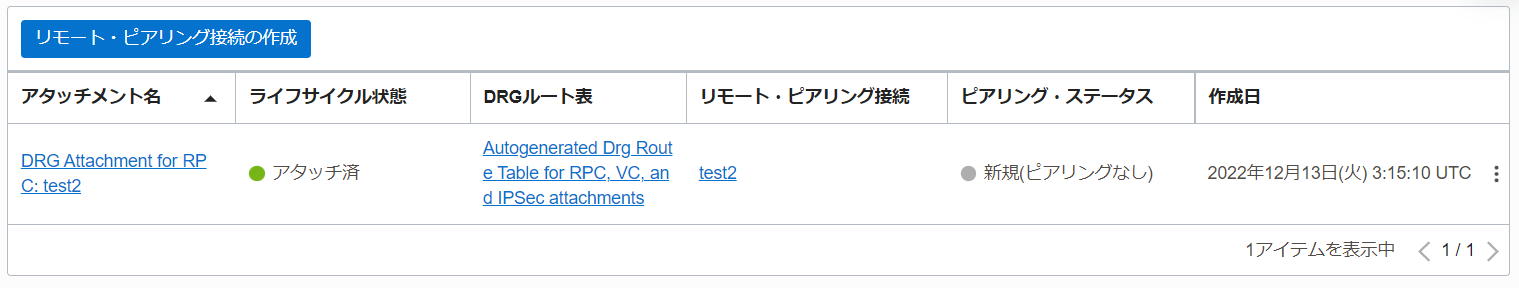 リモート・ピアリング接続の作成
アタッチメント名 ライフサイクル状態 DRGルート表 リモート・ピアリング接続 ピアリング・ステータス 作成日
DRG Attachment for RP
C: test2
アタッチ済
Autogenerated Drg Rout
e Table for RPC, VC, an
d IPSec attachments
test2
新規(ピアリングなし)
2022年12月13日(火) 3:15:10 UTC
1アイテムを表示中 1 / 1